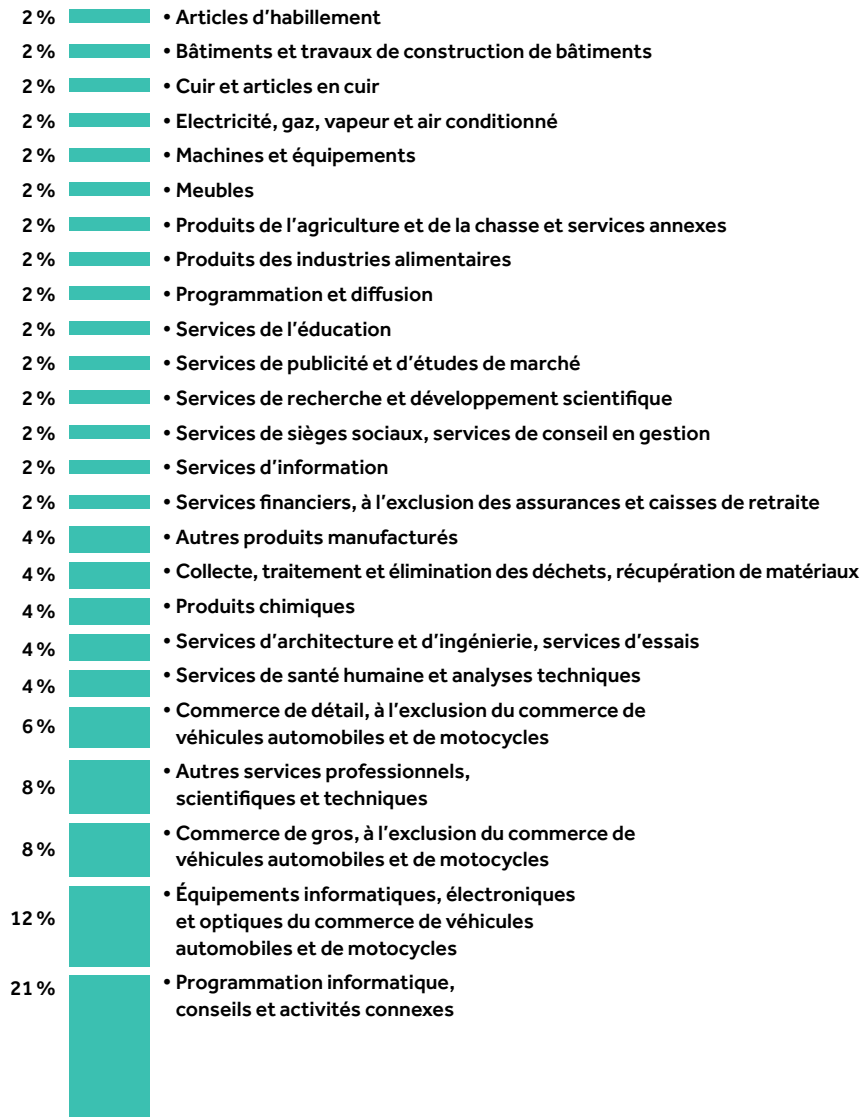 2 % • Articles d'habillement
2 % • Bâtiments et travaux de construction de bâtiments
2 % • Cuir et articles en cuir
2 % • Electricité, gaz, vapeur et air conditionné
2 % • Machines et équipements
2 % • Meubles
2 % • Produits de l'agriculture et de la chasse et services annexes
2 % • Produits des industries alimentaires
2 % • Programmation et diffusion
2 % • Services de l'éducation
2 % • Services de publicité et d'études de marché
2 % • Services de recherche et développement scientifique
2 % • Services de sièges sociaux, services de conseil en gestion
2 % • Services d'information
2 % • Services financiers, à l'exclusion des assurances et caisses de retraite
4 % • Autres produits manufacturés
4 % • Collecte, traitement et élimination des déchets, récupération de matériaux
4 % • Produits chimiques
4 % • Services d'architecture et d'ingénierie, services d'essais
4 % • Services de santé humaine et analyses techniques
6 % • Commerce de détail, à l'exclusion du commerce de
véhicules automobiles et de motocycles
8 % • Autres services professionnels,
scientifiques et techniques
8 % • Commerce de gros, à l'exclusion du commerce de
véhicules automobiles et de motocycles
12 % • Équipements informatiques, électroniques
et optiques du commerce de véhicules
automobiles et de motocycles
21 % • Programmation informatique,
conseils et activités connexes